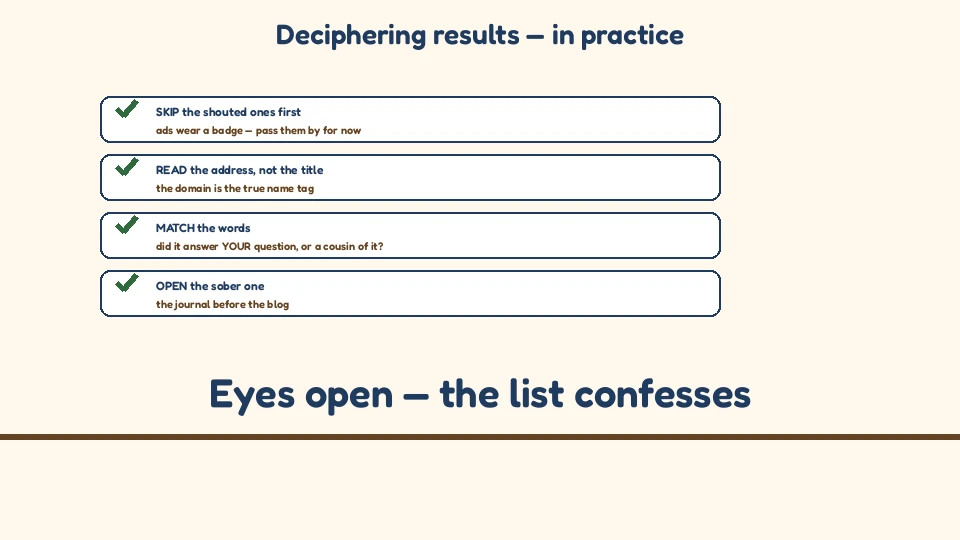 Deciphering results — in practice
SKIP the shouted ones first
ads wear a badge — pass them by for now
READ the address, not the title
the domain is the true name tag
MATCH the words
did it answer YOUR question, or a cousin of it?
OPEN the sober one
the journal before the blog
Eyes open — the list confesses